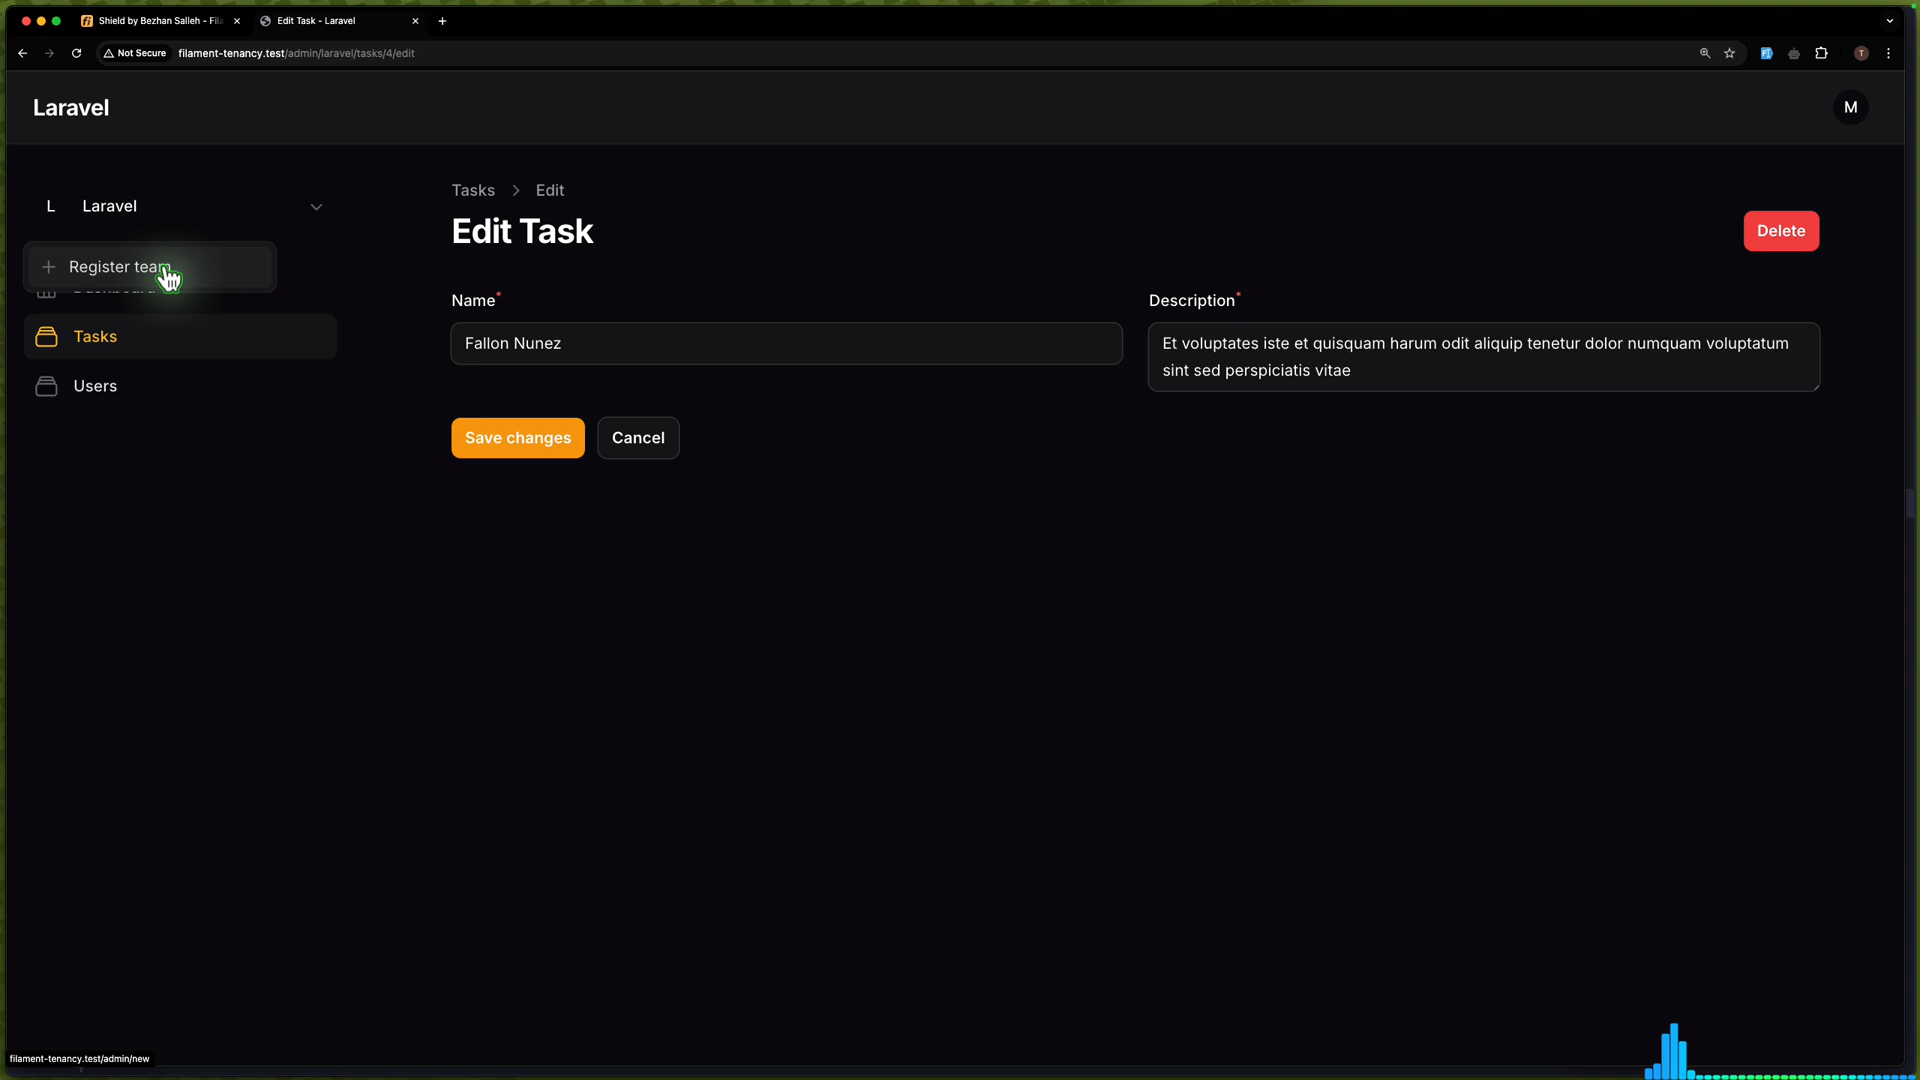 Shield by Bezhan Salleh - Fil
Edit Task - Laravel
Not Secure
filament-tenancy.test/admin/laravel/tasks/4/edit
T
Laravel
M
L Laravel
Register team
Tasks
Users
Tasks > Edit
Edit Task
Delete
Name*
Description*
Fallon Nunez
Et voluptates iste et quisquam harum odit aliquip tenetur dolor numquam voluptatum
sint sed perspiciatis vitae
Save changes
Cancel
filament-tenancy.test/admin/new